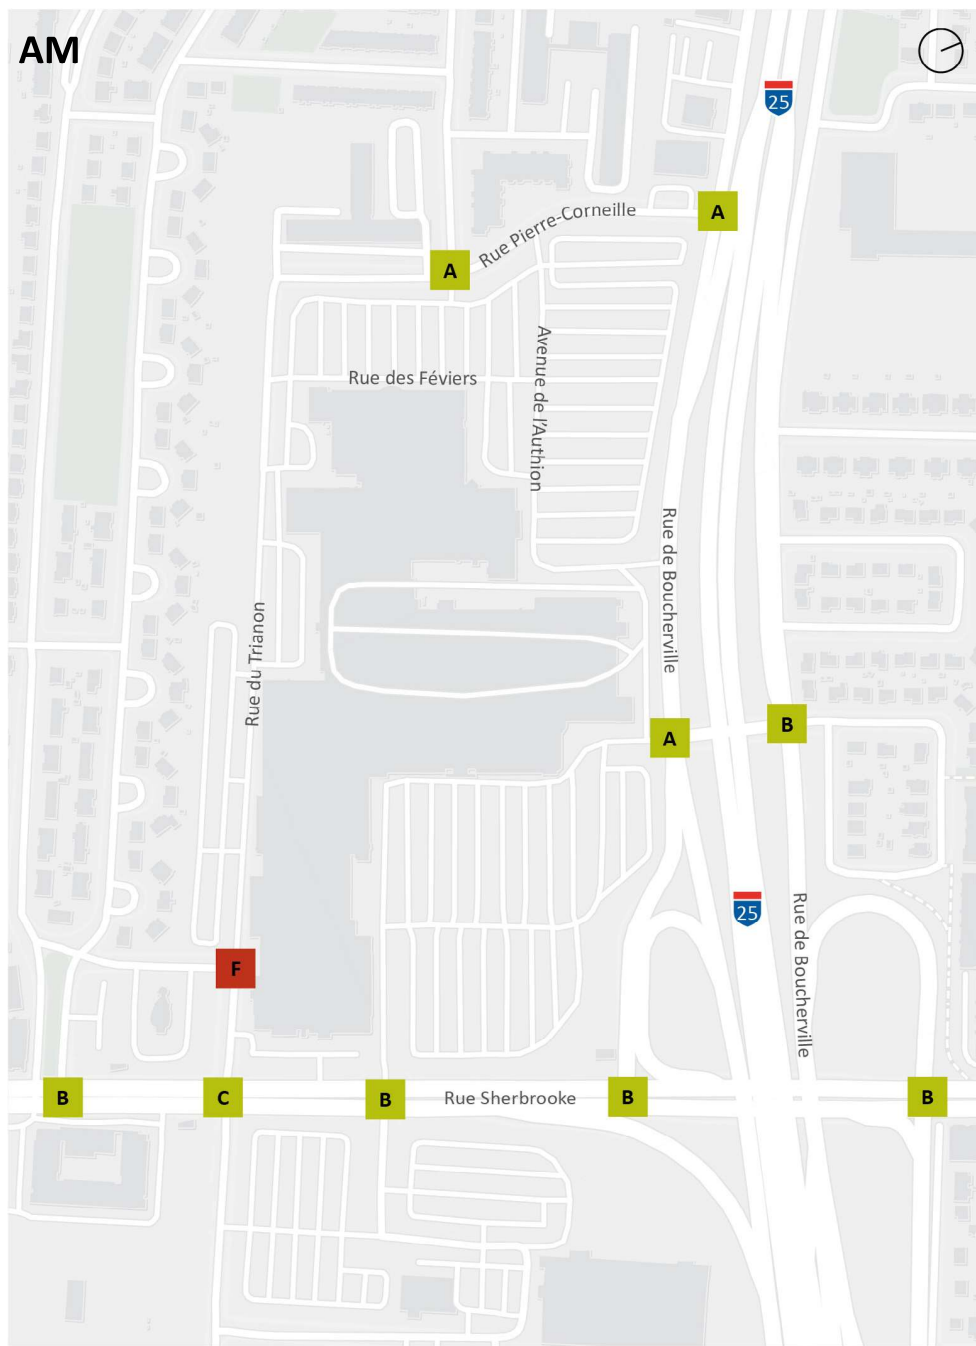 AM
25
A
Rue Pierre-Corneille
A
Rue des Féviers
Avenue de l'Authion
Rue de Boucherville
Rue du Trianon
A
B
25
Rue de Boucherville
F
B
C
B
Rue Sherbrooke
B
B